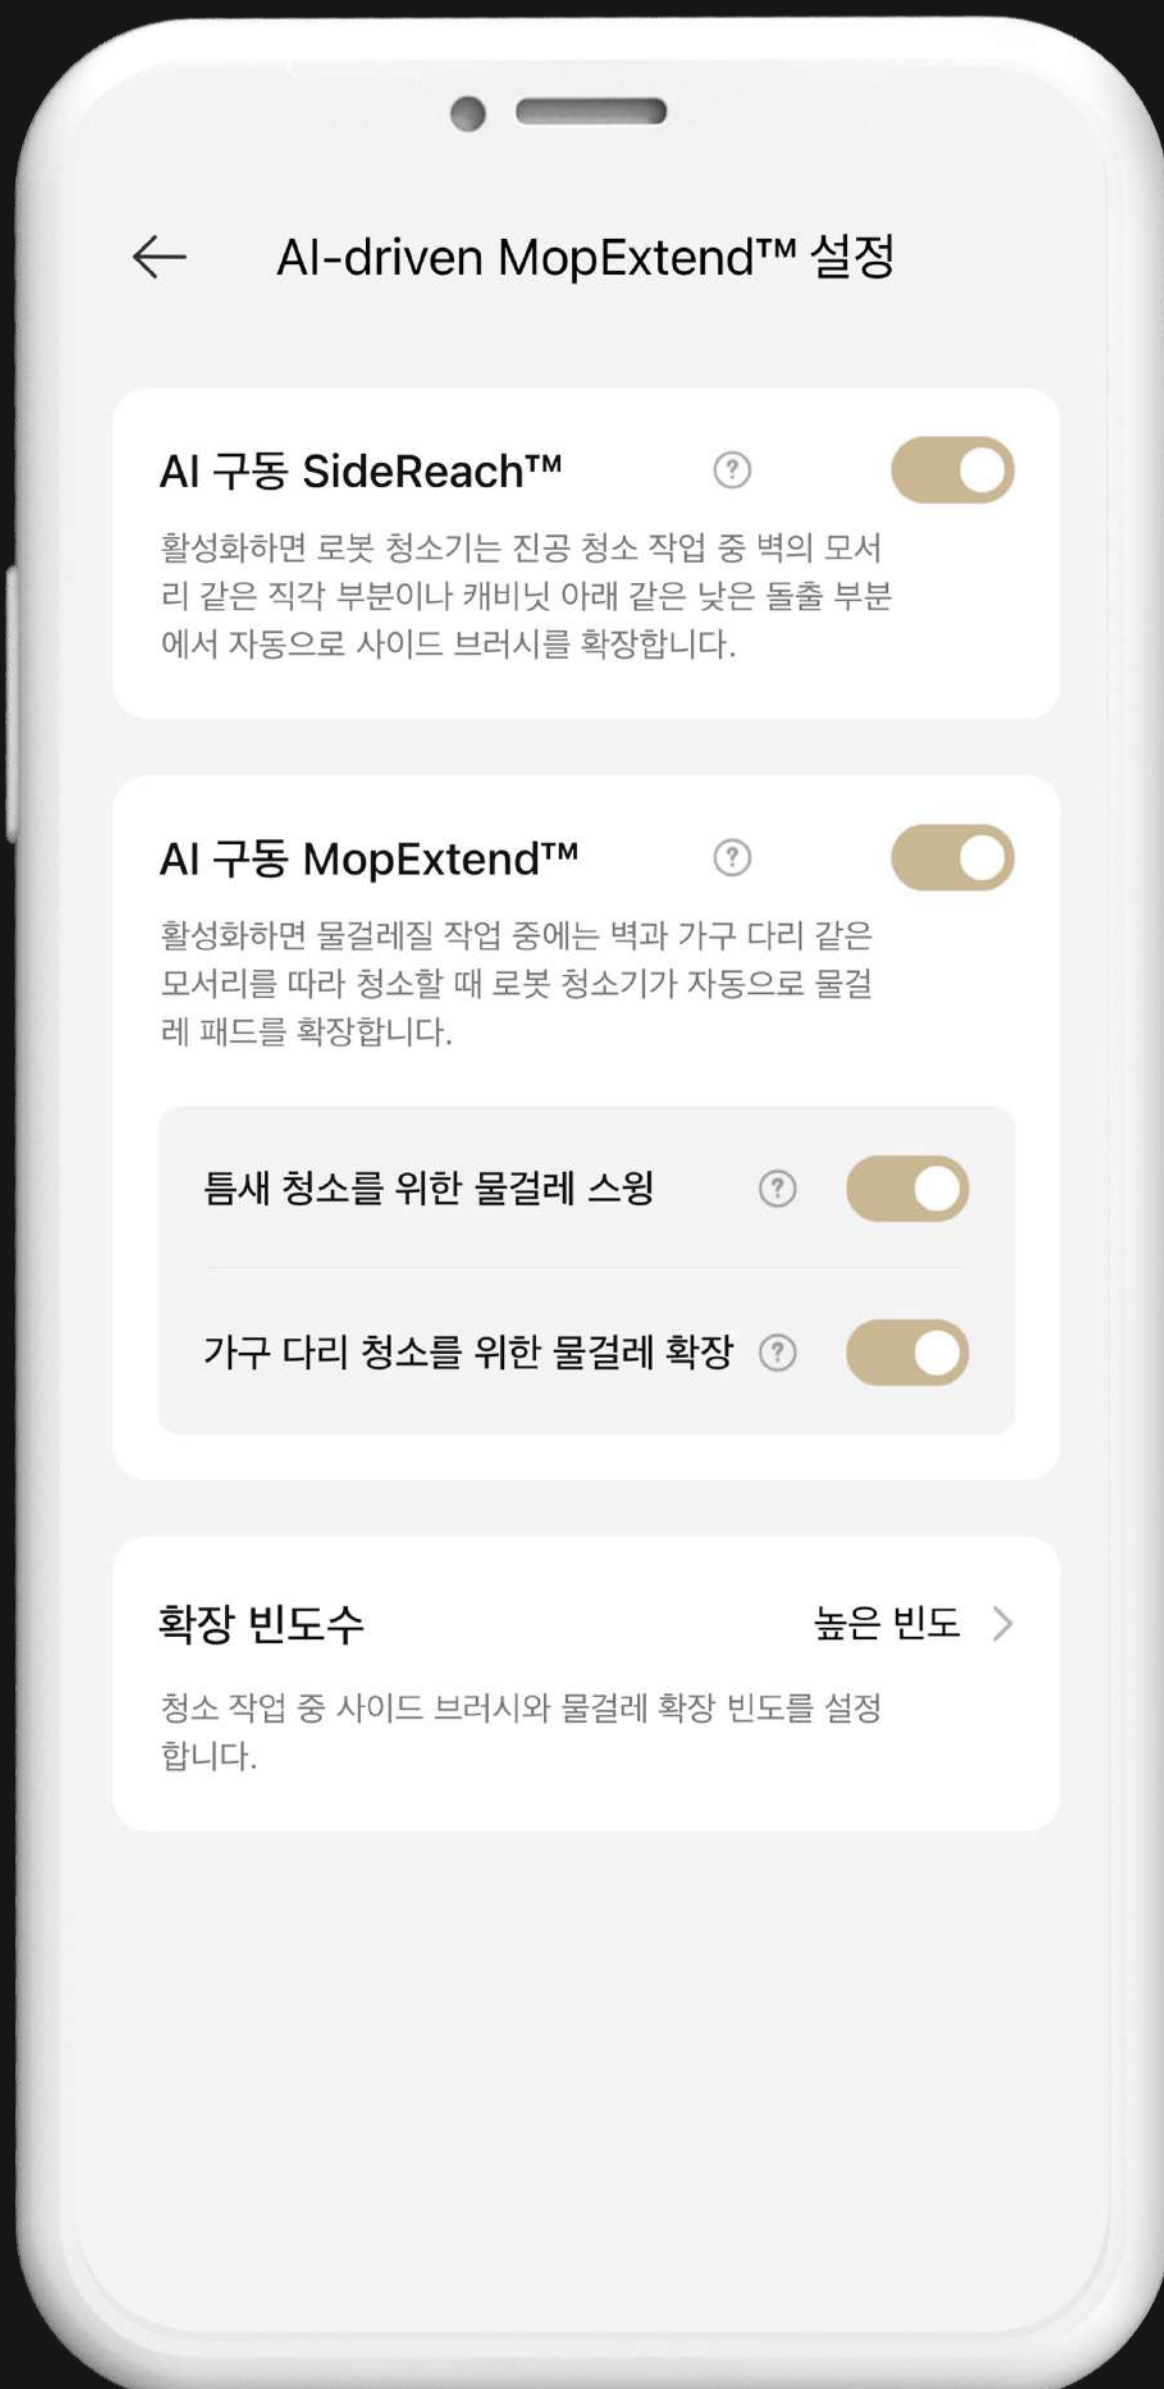 AI-driven MopExtend™ 설정
AI 구동 SideReach™
활성화하면 로봇 청소기는 진공 청소 작업 중 벽의 모서
리 같은 직각 부분이나 캐비닛 아래 같은 낮은 돌출 부분
에서 자동으로 사이드 브러시를 확장합니다.
AI 구동 MopExtend™
활성화하면 물걸레질 작업 중에는 벽과 가구 다리 같은
모서리를 따라 청소할 때 로봇 청소기가 자동으로 물걸
레 패드를 확장합니다.
틈새 청소를 위한 물걸레 스윙
가구 다리 청소를 위한 물걸레 확장
확장 빈도수 높은 빈도
청소 작업 중 사이드 브러시와 물걸레 확장 빈도를 설정
합니다.